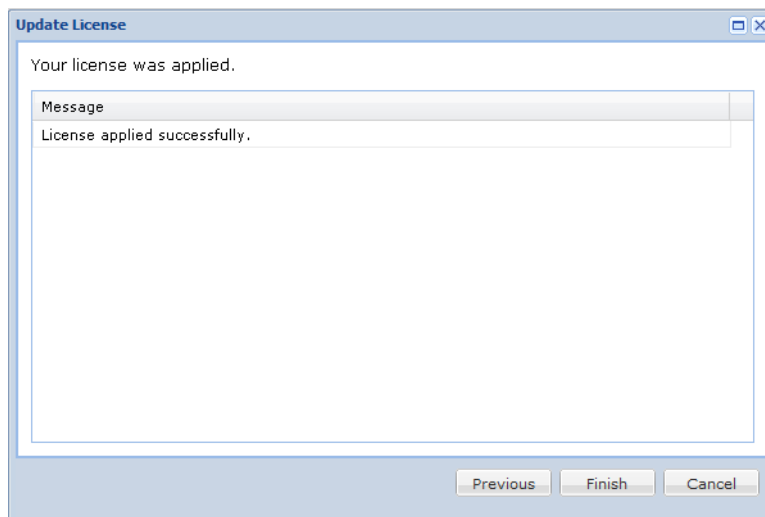 Update License
Your license was applied.
Message
License applied successfully.
Previous Finish Cancel